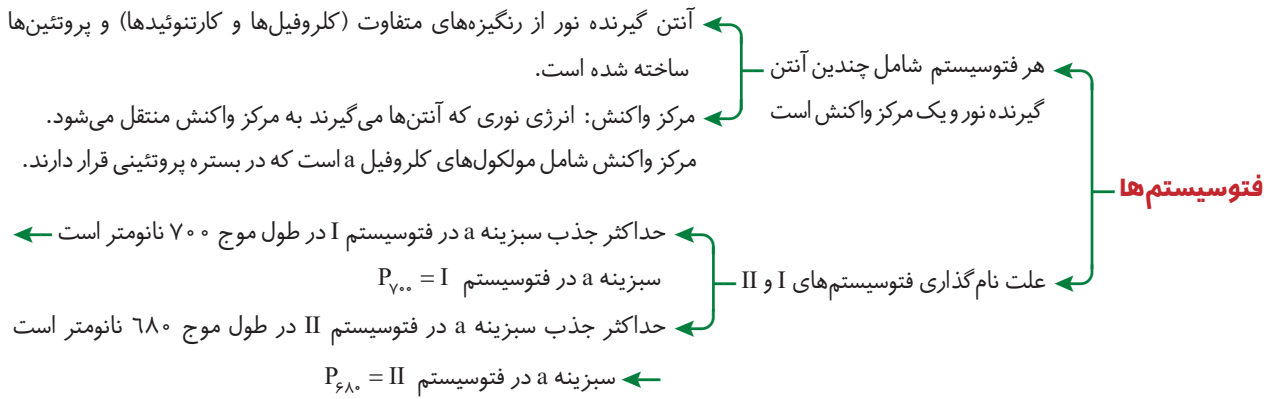 فتوسیستم‌ها
هر فتوسیستم شامل چندین آنتن
گیرنده نور و یک مرکز واکنش است
آنتن گیرنده نور از رنگیزه‌های متفاوت (کلروفیل‌ها و کارتنوئیدها) و پروتئین‌ها
ساخته شده است.
مرکز واکنش: انرژی نوری که آنتن‌ها می‌گیرند به مرکز واکنش منتقل می‌شود.
مرکز واکنش شامل مولکول‌های کلروفیل a است که در بستره پروتئینی قرار دارند.
علت نام‌گذاری فتوسیستم‌های I و II
حداکثر جذب سبزینه a در فتوسیستم I در طول موج ۷۰۰ نانومتر است
سبزینه a در فتوسیستم P₇₀₀ = I
حداکثر جذب سبزینه a در فتوسیستم II در طول موج ۶۸۰ نانومتر است
سبزینه a در فتوسیستم P₆₈₀ = II